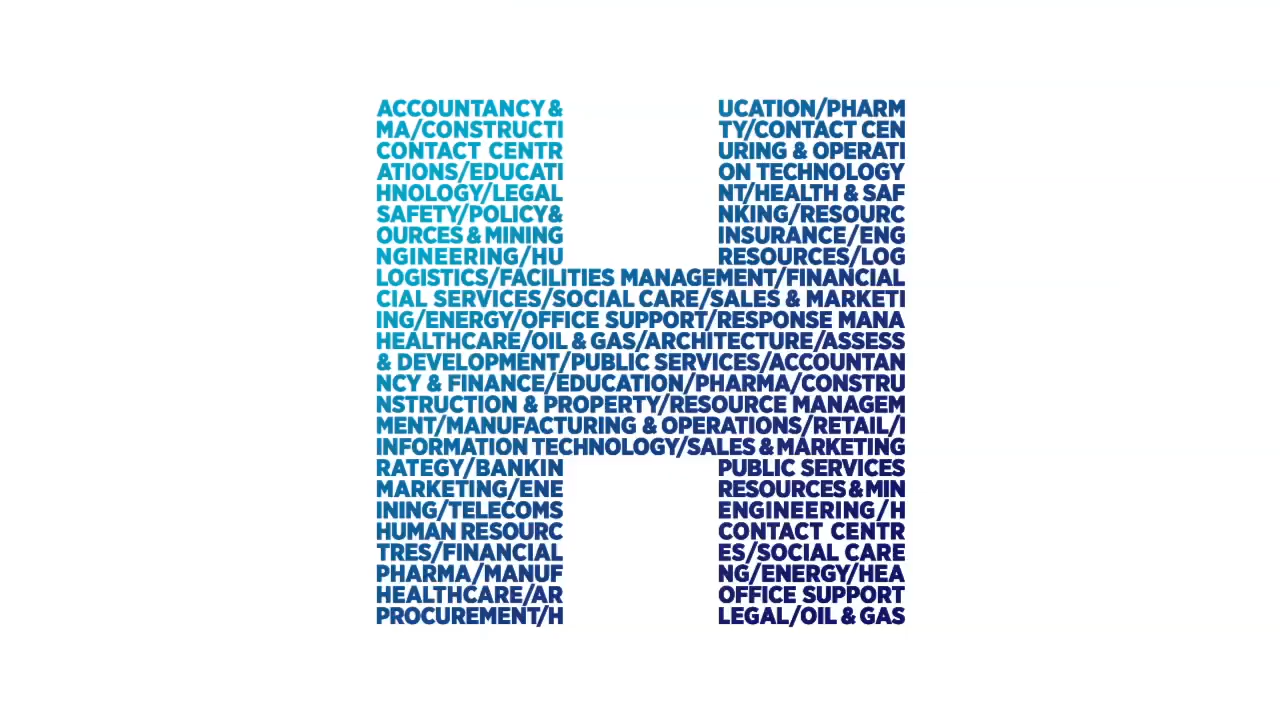 ACCOUNTANCY & UCATION/PHARM
MA/CONSTRUCTI TY/CONTACT CEN
CONTACT CENTR URING & OPERATI
ATIONS/EDUCATI ON TECHNOLOGY
HNOLOGY/LEGAL NT/HEALTH & SAF
SAFETY/POLICY& NKING/RESOURC
OURCES & MINING INSURANCE/ENG
NGINEERING/HU RESOURCES/LOG
LOGISTICS/FACILITIES MANAGEMENT/FINANCIAL
CIAL SERVICES/SOCIAL CARE/SALES & MARKETI
ING/ENERGY/OFFICE SUPPORT/RESPONSE MANA
HEALTHCARE/OIL & GAS/ARCHITECTURE/ASSESS
& DEVELOPMENT/PUBLIC SERVICES/ACCOUNTAN
NCY & FINANCE/EDUCATION/PHARMA/CONSTRU
NSTRUCTION & PROPERTY/RESOURCE MANAGEM
MENT/MANUFACTURING & OPERATIONS/RETAIL/I
INFORMATION TECHNOLOGY/SALES & MARKETING
RATEGY/BANKIN PUBLIC SERVICES
MARKETING/ENE RESOURCES & MIN
INING/TELECOMS ENGINEERING/H
HUMAN RESOURC CONTACT CENTR
TRES/FINANCIAL ES/SOCIAL CARE
PHARMA/MANUF NG/ENERGY/HEA
HEALTHCARE/AR OFFICE SUPPORT
PROCUREMENT/H LEGAL/OIL & GAS